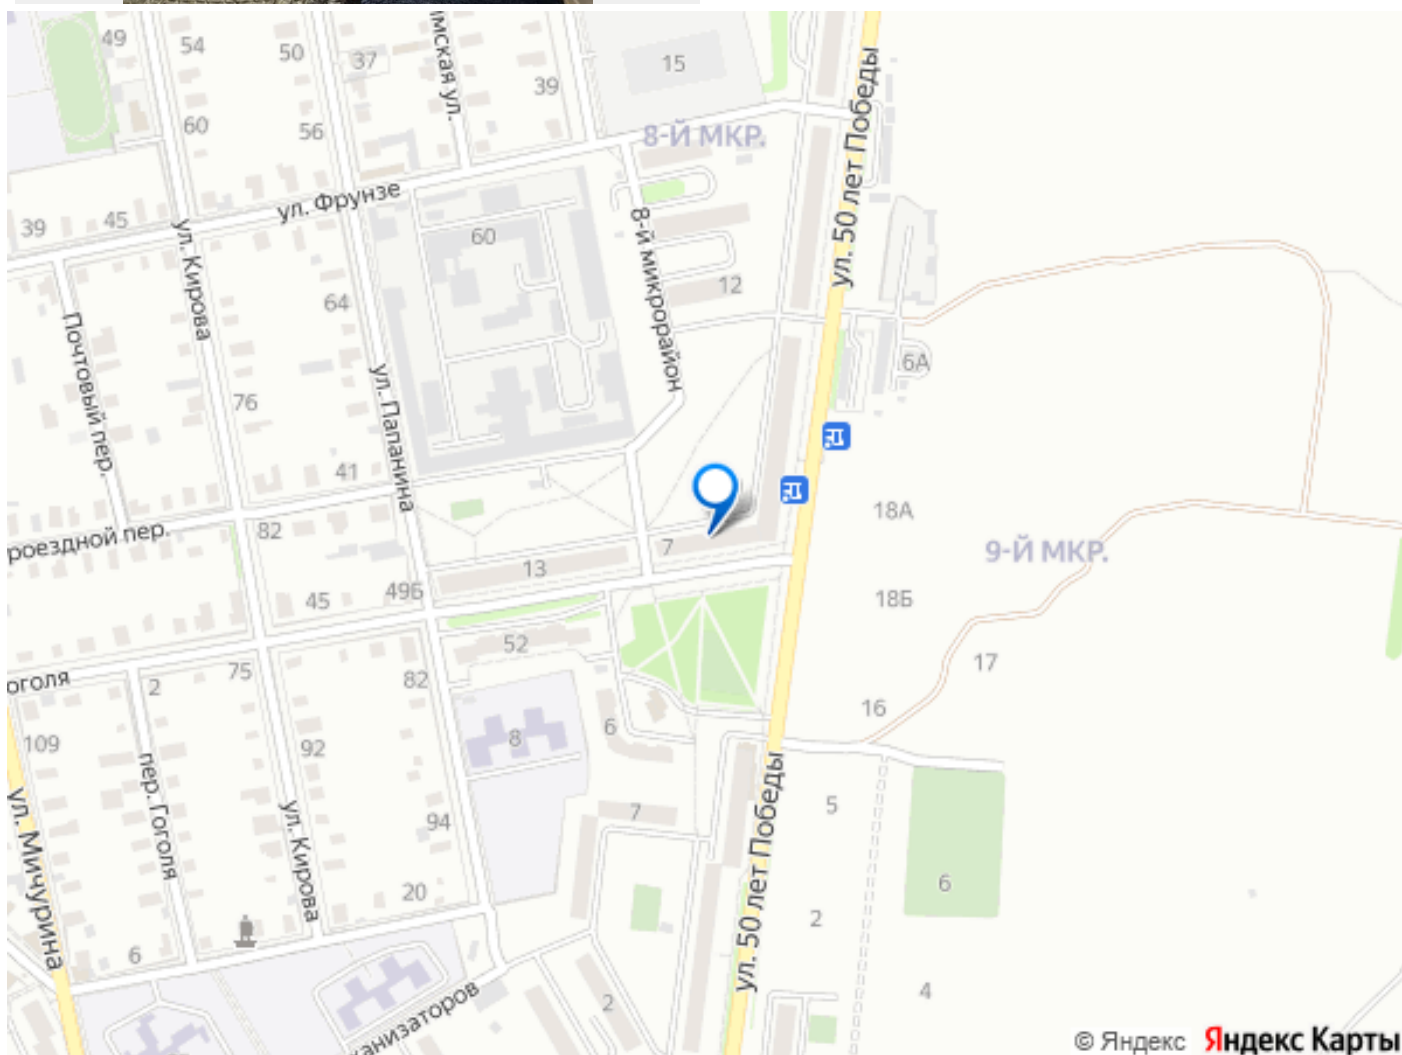 49
54
50
37
имская ул.
39
15
60
56
8-Й МКР.
ул. 50 лет Победы
ул. Фрунзе
39
45
ул. Кирова
60
8-й микрорайон
12
64
Почтовый пер.
76
ул. Папанина
6А
41
роездной пер.
82
18А
9-Й МКР.
7
13
49Б
45
18Б
52
17
оголя
2
75
82
16
6
8
109
92
пер. Гоголя
ул. Мичурина
ул. Кирова
94
7
5
ул. 50 лет Победы
6
20
2
6
4
2
ханизаторов
© Яндекс Яндекс Карты